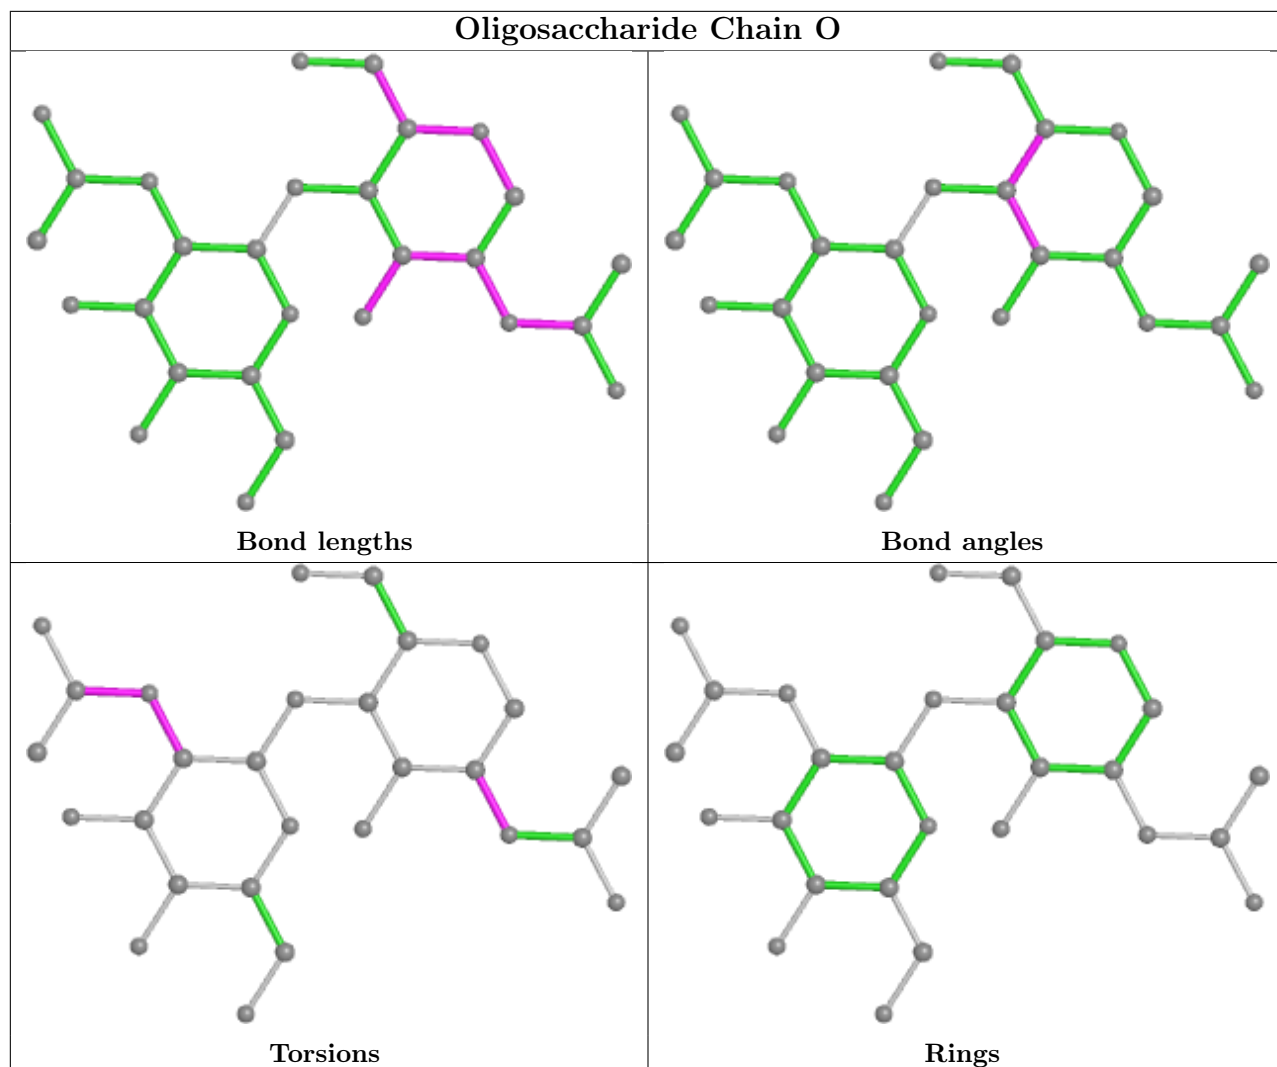 Oligosaccharide Chain O
Bond lengths
Bond angles
Torsions
Rings